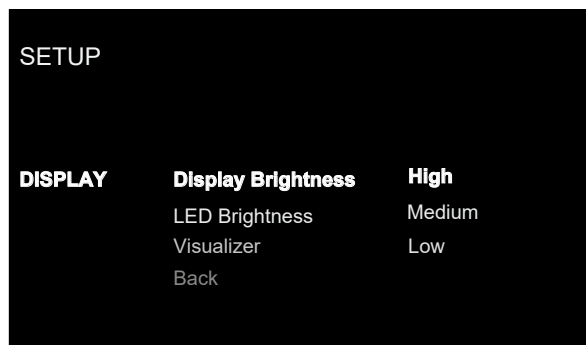 SETUP
DISPLAY Display Brightness High
LED Brightness Medium
Visualizer Low
Back